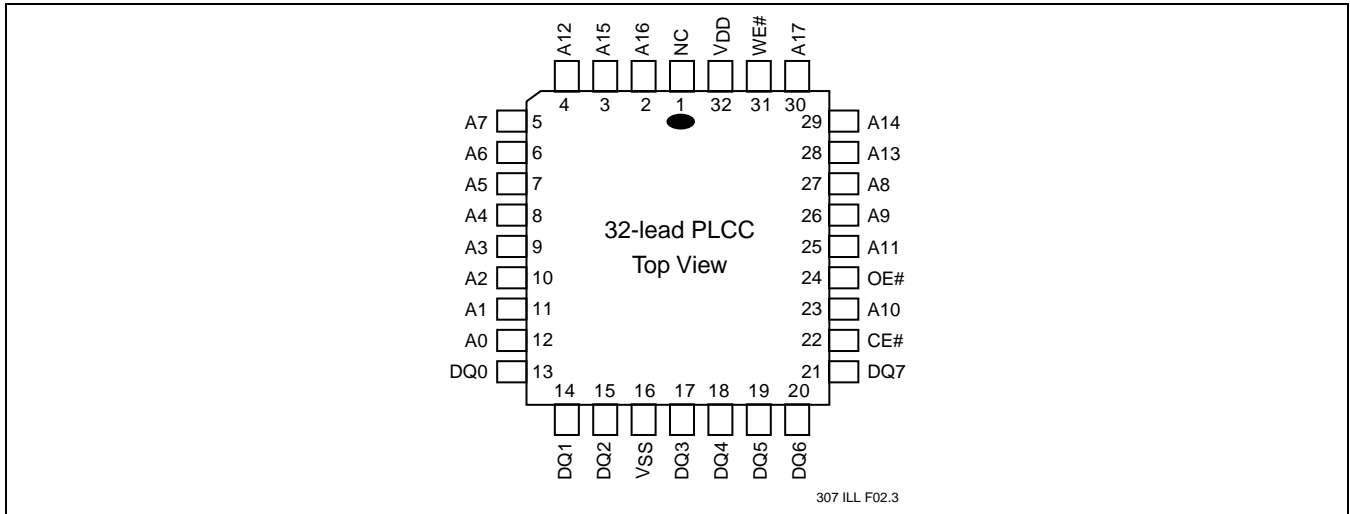 A12 A15 A16 NC VDD WE# A17
4 3 2 1 32 31 30
A7 5 29 A14
A6 6 28 A13
A5 7 27 A8
A4 8 26 A9
A3 9 25 A11
A2 10 24 OE#
A1 11 23 A10
A0 12 22 CE#
DQ0 13 21 DQ7
32-lead PLCC
Top View
14 15 16 17 18 19 20
DQ1 DQ2 VSS DQ3 DQ4 DQ5 DQ6
307 ILL F02.3